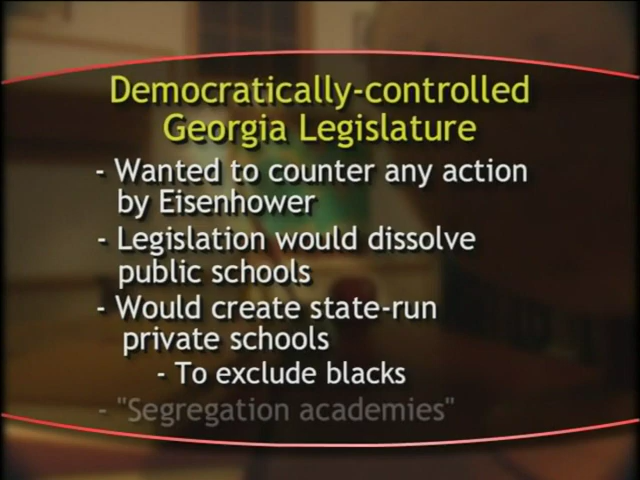 Democratically-controlled
Georgia Legislature
- Wanted to counter any action
by Eisenhower
- Legislation would dissolve
public schools
- Would create state-run
private schools
- To exclude blacks
- "Segregation academies"